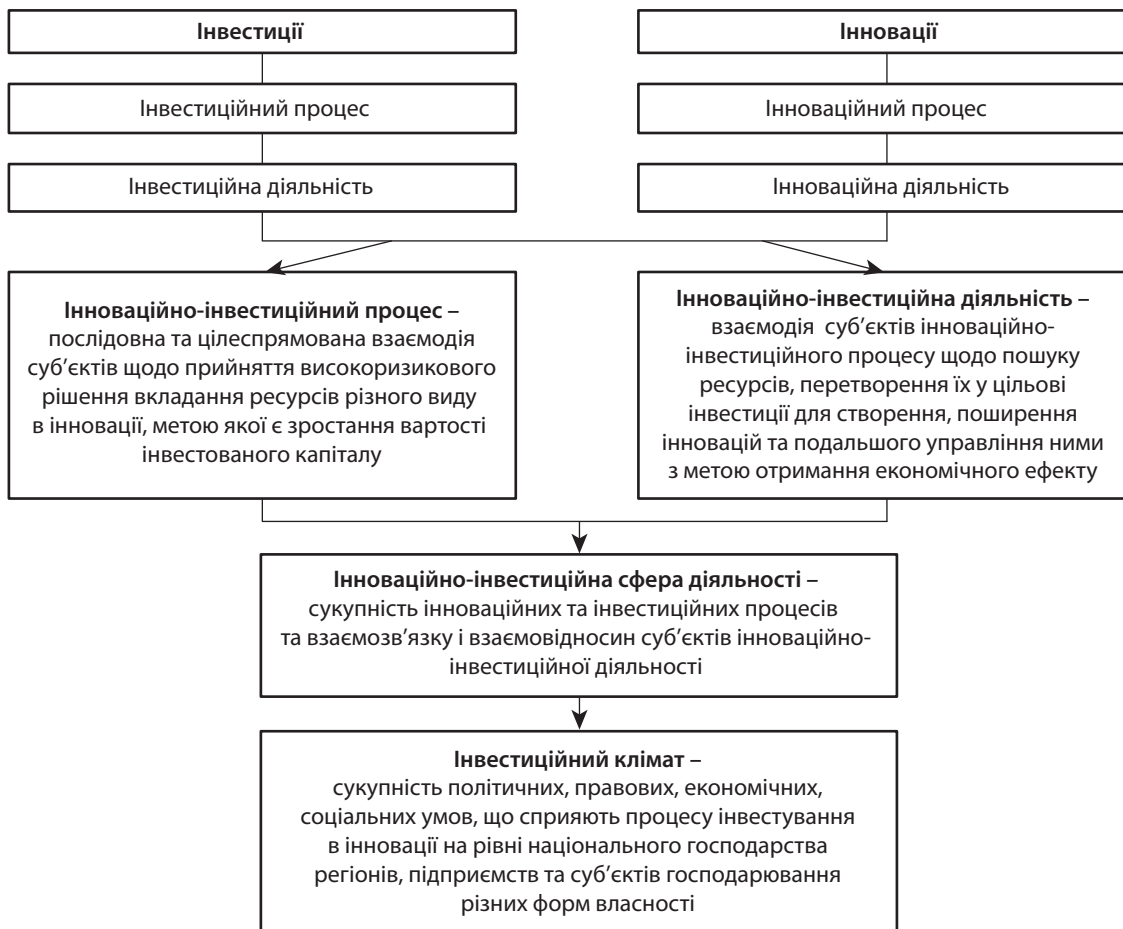 Інвестиції
Інновації
Інвестиційний процес
Інноваційний процес
Інвестиційна діяльність
Інноваційна діяльність
Інноваційно-інвестиційний процес –
послідовна та цілеспрямована взаємодія
суб’єктів щодо прийняття високоризикового
рішення вкладання ресурсів різного виду
в інновації, метою якої є зростання вартості
інвестованого капіталу
Інноваційно-інвестиційна діяльність –
взаємодія суб’єктів інноваційно-
інвестиційного процесу щодо пошуку
ресурсів, перетворення їх у цільові
інвестиції для створення, поширення
інновацій та подальшого управління ними
з метою отримання економічного ефекту
Інноваційно-інвестиційна сфера діяльності –
сукупність інноваційних та інвестиційних процесів
та взаємозв’язку і взаємовідносин суб’єктів інноваційно-
інвестиційної діяльності
Інвестиційний клімат –
сукупність політичних, правових, економічних,
соціальних умов, що сприяють процесу інвестування
в інновації на рівні національного господарства
регіонів, підприємств та суб’єктів господарювання
різних форм власності